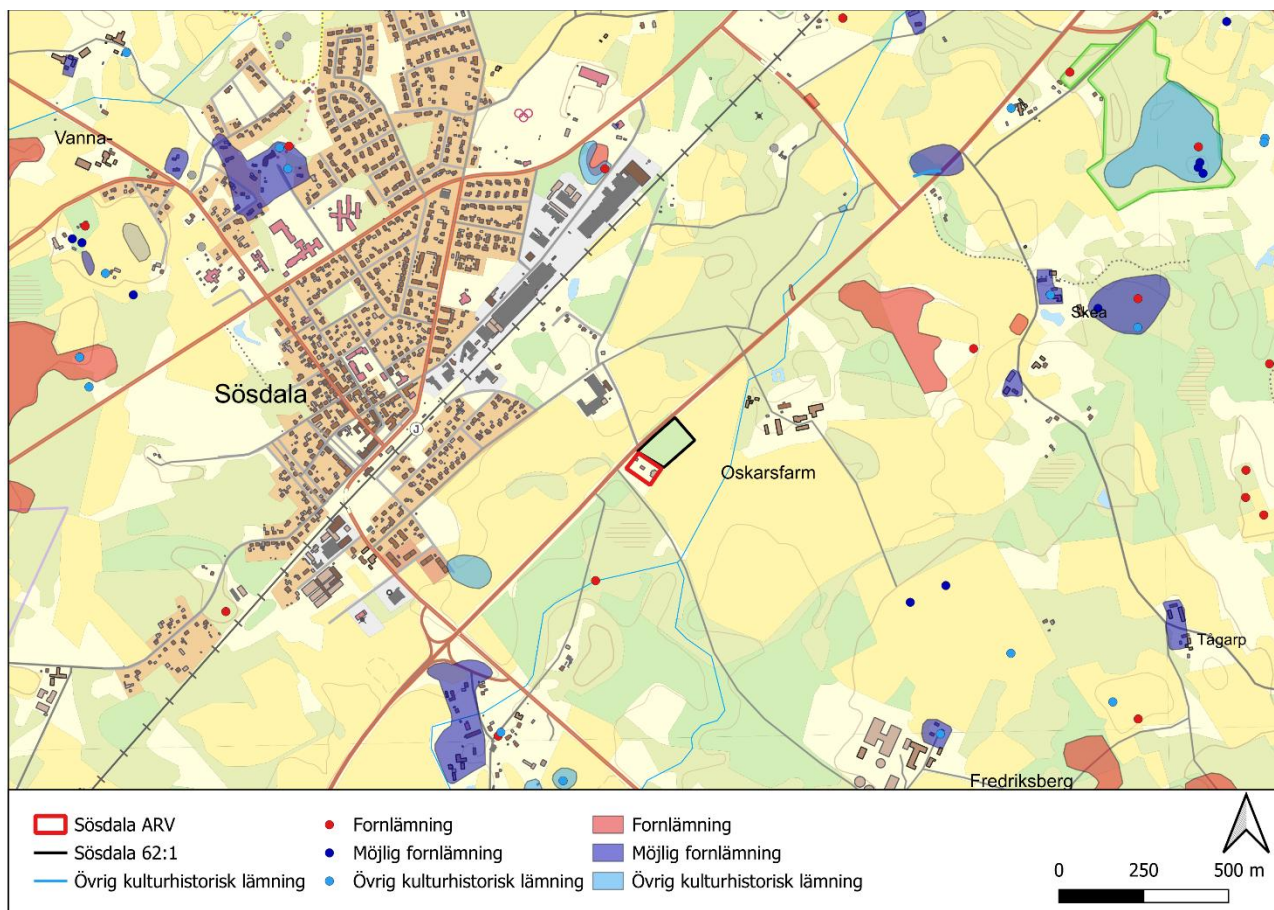 Vanna-
Sösdala
J
Skea
Oskarsfarm
Tågarp
Fredriksberg
Sösdala ARV
Sösdala 62:1
Övrig kulturhistorisk lämning
Fornlämning
Möjlig fornlämning
Övrig kulturhistorisk lämning
Fornlämning
Möjlig fornlämning
Övrig kulturhistorisk lämning
0 250 500 m